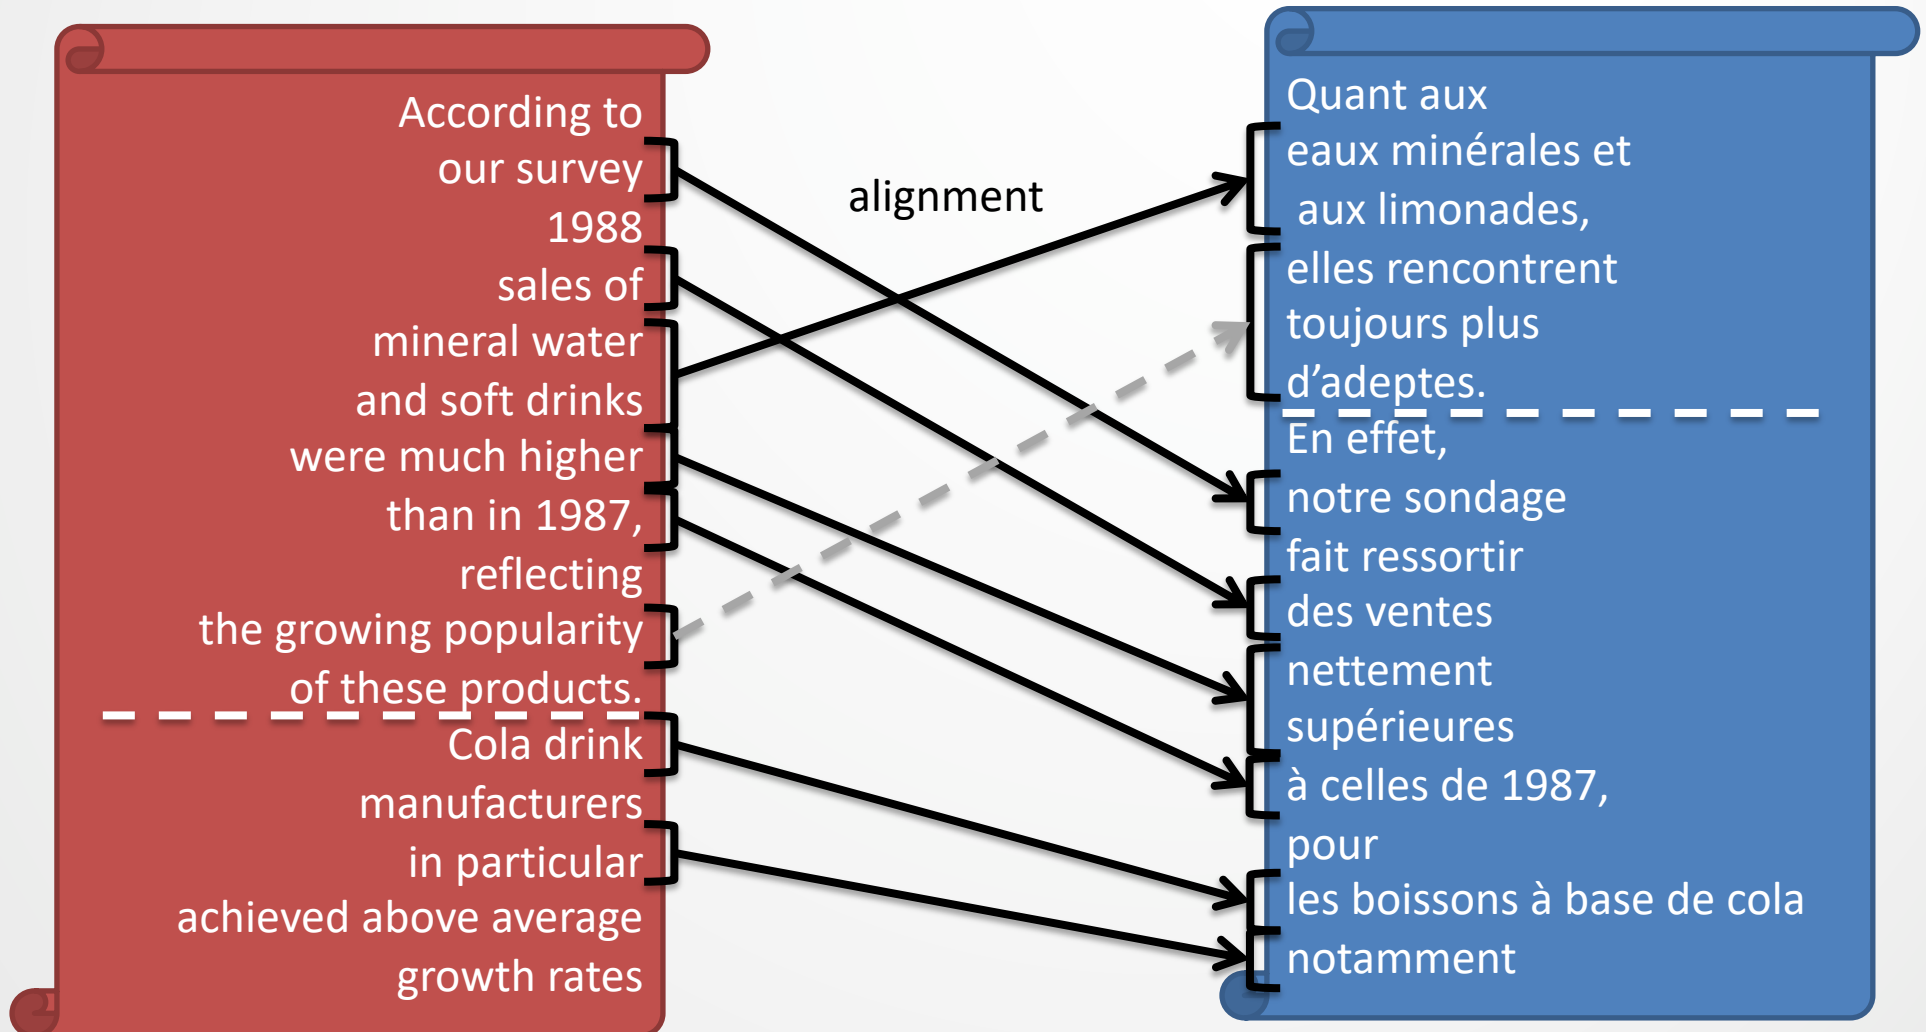 According to
our survey
1988
sales of
mineral water
and soft drinks
were much higher
than in 1987,
reflecting
the growing popularity
of these products.
Cola drink
manufacturers
in particular
achieved above average
growth rates
alignment
Quant aux
eaux minérales et
aux limonades,
elles rencontrent
toujours plus
d’adeptes.
En effet,
notre sondage
fait ressortir
des ventes
nettement
supérieures
à celles de 1987,
pour
les boissons à base de cola
notamment